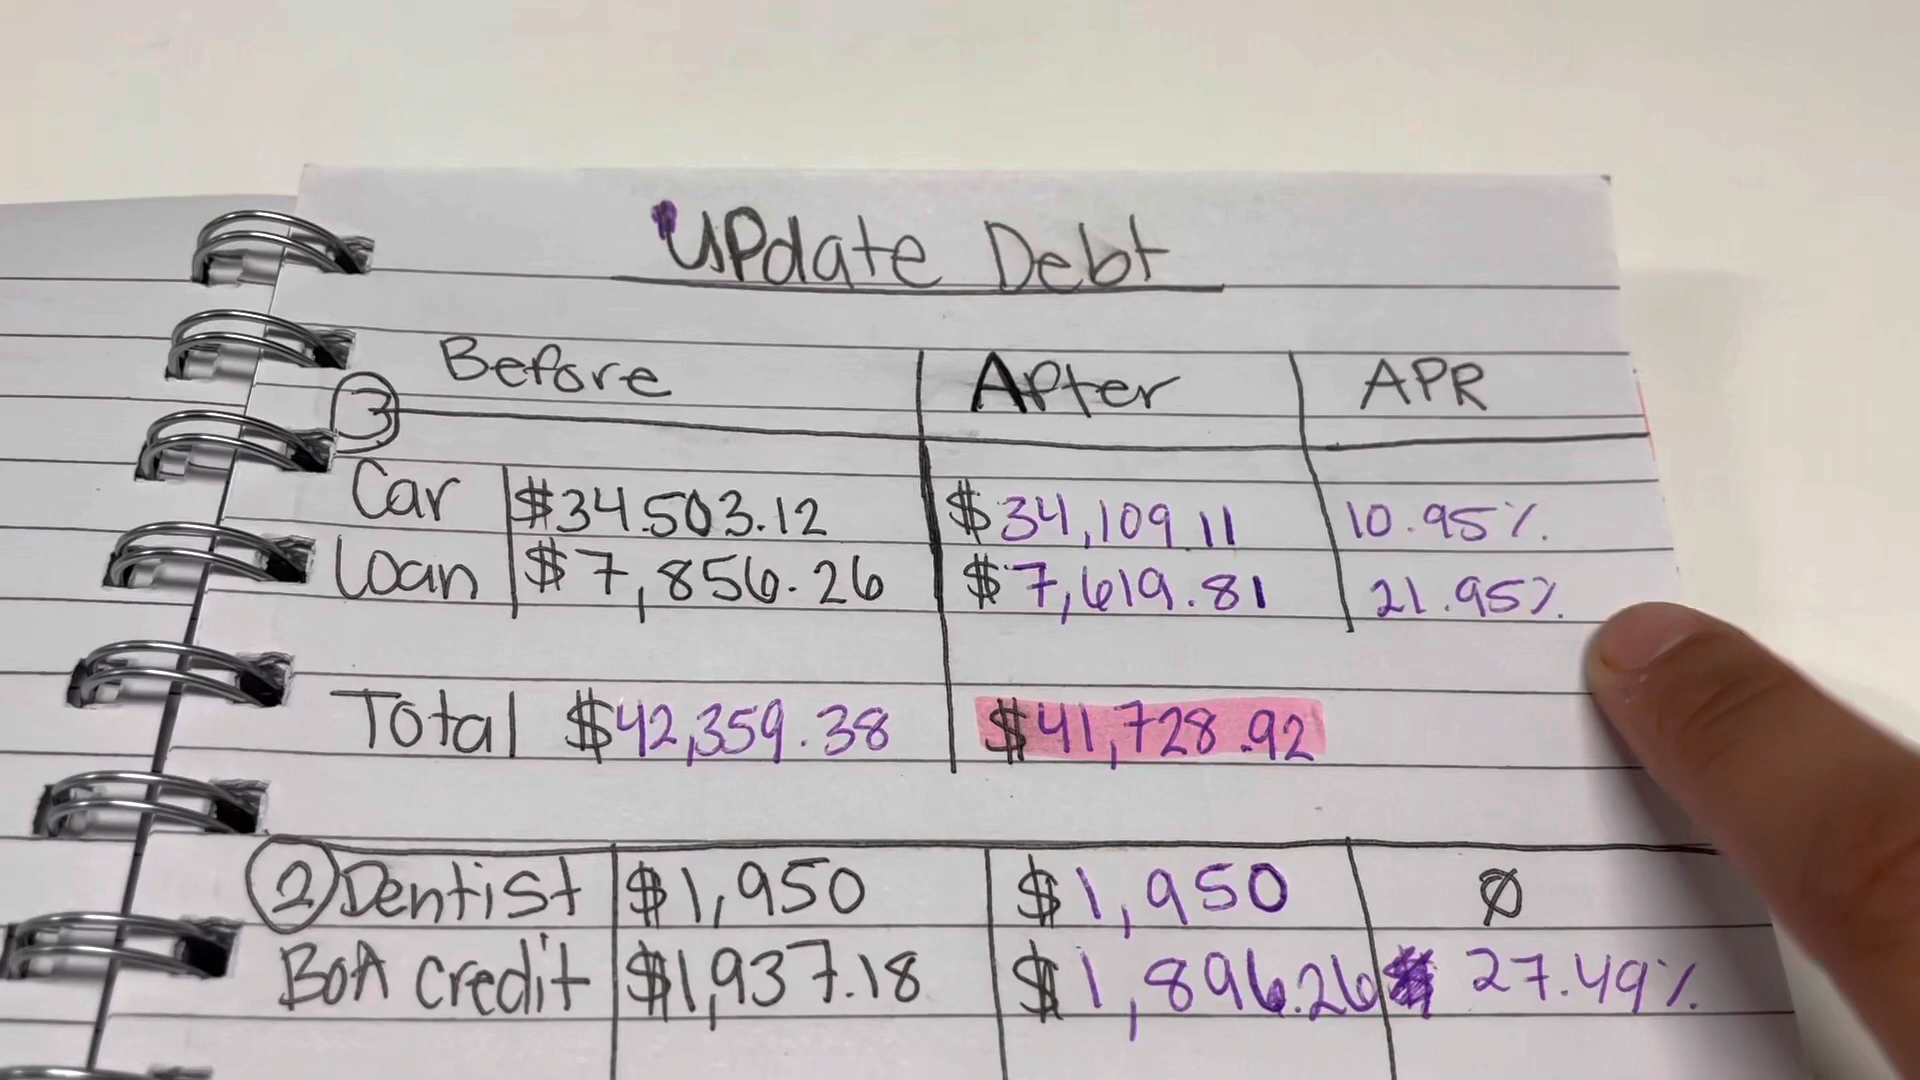 Update Debt
Before After APR
3
Car $34.503.12 $34,109.11 10.95%
Loan $7,856.26 $7,619.81 21.95%
Total $42,359.38 $41,728.92
2 Dentist $1,950 $1,950 Ø
BoA credit $1,937.18 $1,896.26 27.49%